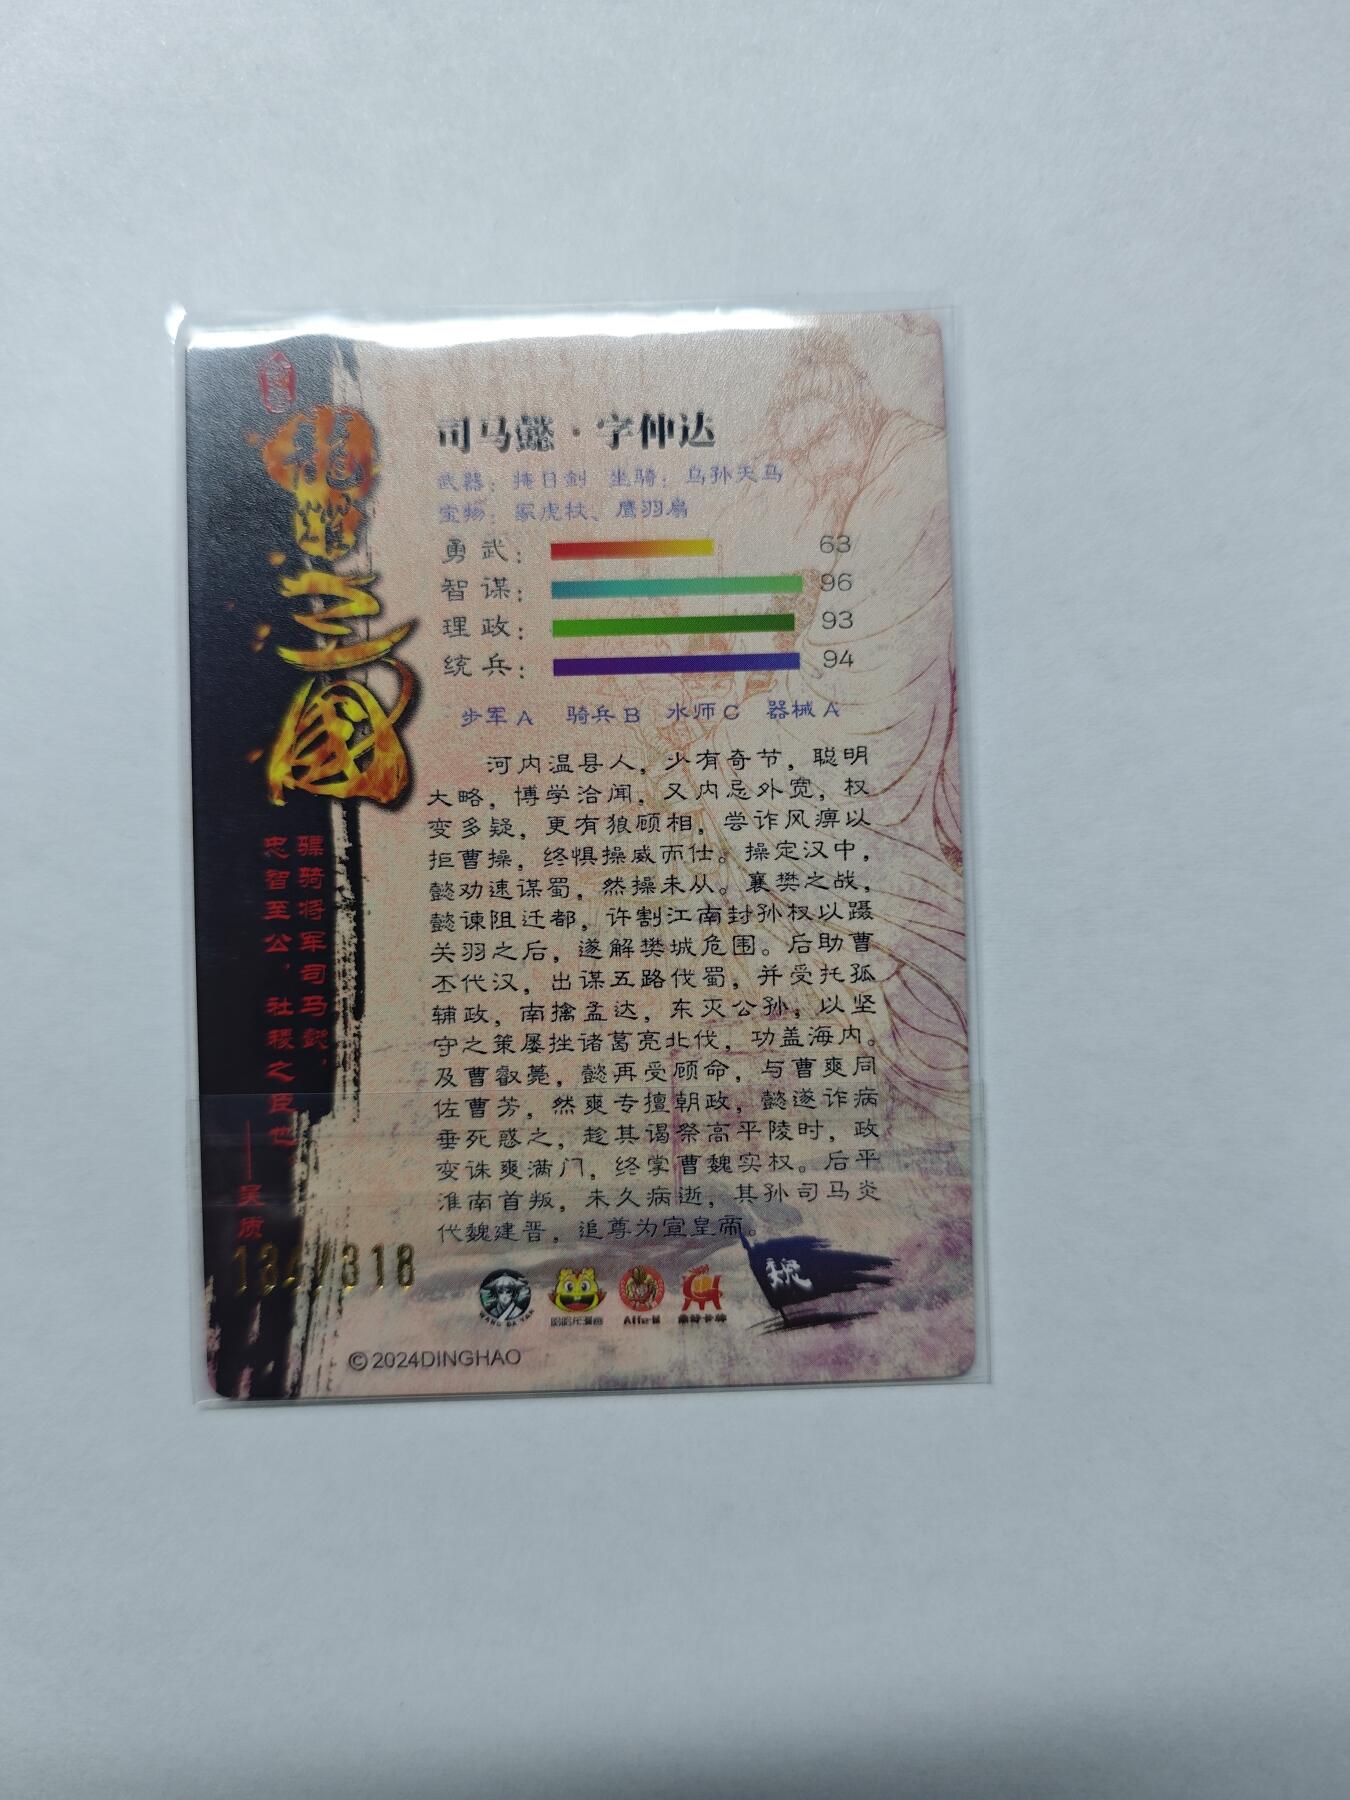 司马懿·字仲达
武器：掩日剑 坐骑：乌孙天马
宝物：冢虎杖、鹰羽扇
勇武： 63
智谋： 96
理政： 93
统兵： 94
步军A 骑兵B 水师C 器械A
河内温县人，少有奇节，聪明
大略，博学洽闻，又内忌外宽，权
变多疑，更有狼顾相，尝诈风痹以
拒曹操，终惧操威而仕。操定汉中，
懿劝速谋蜀，然操未从。襄樊之战，
懿谏阻迁都，许割江南封孙权以蹑
关羽之后，遂解樊城危围。后助曹
丕代汉，出谋五路伐蜀，并受托孤
辅政，南擒孟达，东灭公孙，以坚
守之策屡挫诸葛亮北伐，功盖海内。
及曹叡薨，懿再受顾命，与曹爽同
佐曹芳，然爽专擅朝政，懿遂诈病
垂死惑之，趁其谒祭高平陵时，政
变诛爽满门，终掌曹魏实权。后平
淮南首叛，未久病逝，其孙司马炎
代魏建晋，追尊为宣皇帝。
龍耀三國
骠骑将军司马懿，
忠智至公，社稷之臣也
——吴质
134/318
WANG DA YAN
魏
©2024DINGHAO